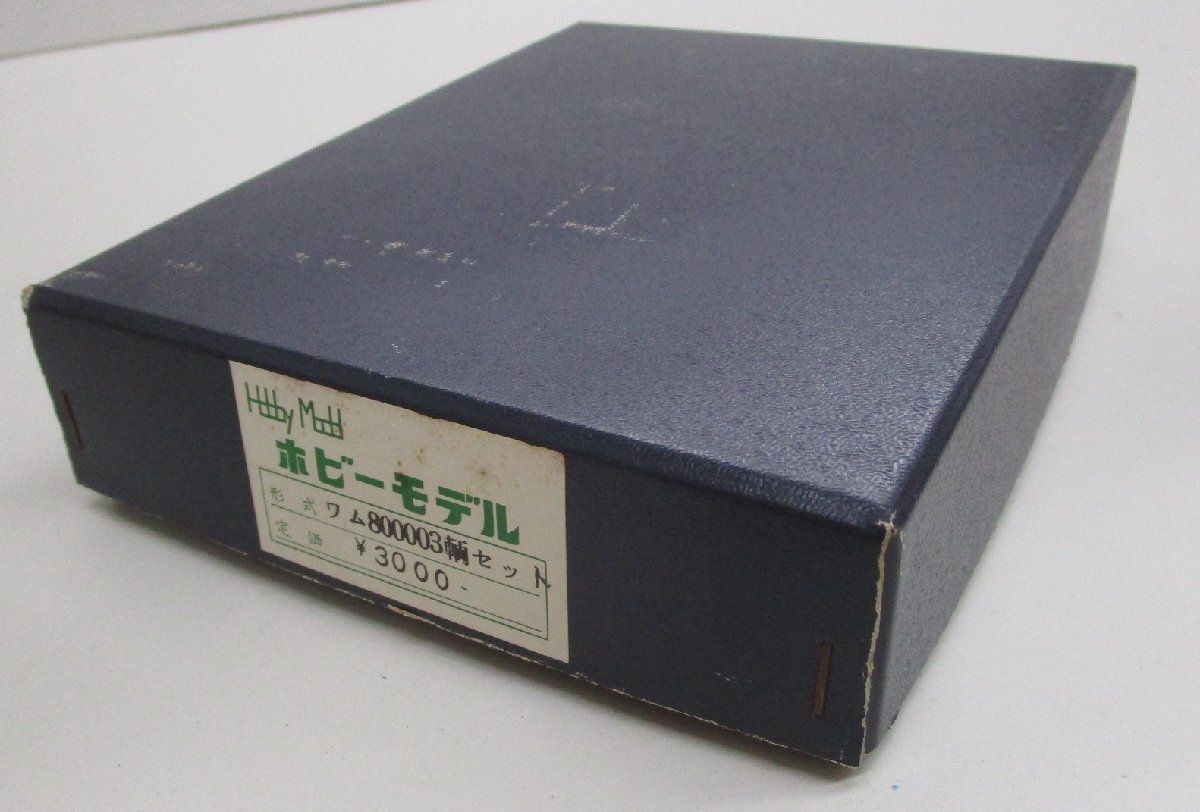 Hobby Model
ホビーモデル
形式 ワム800003輌セット
定価 ¥3000-